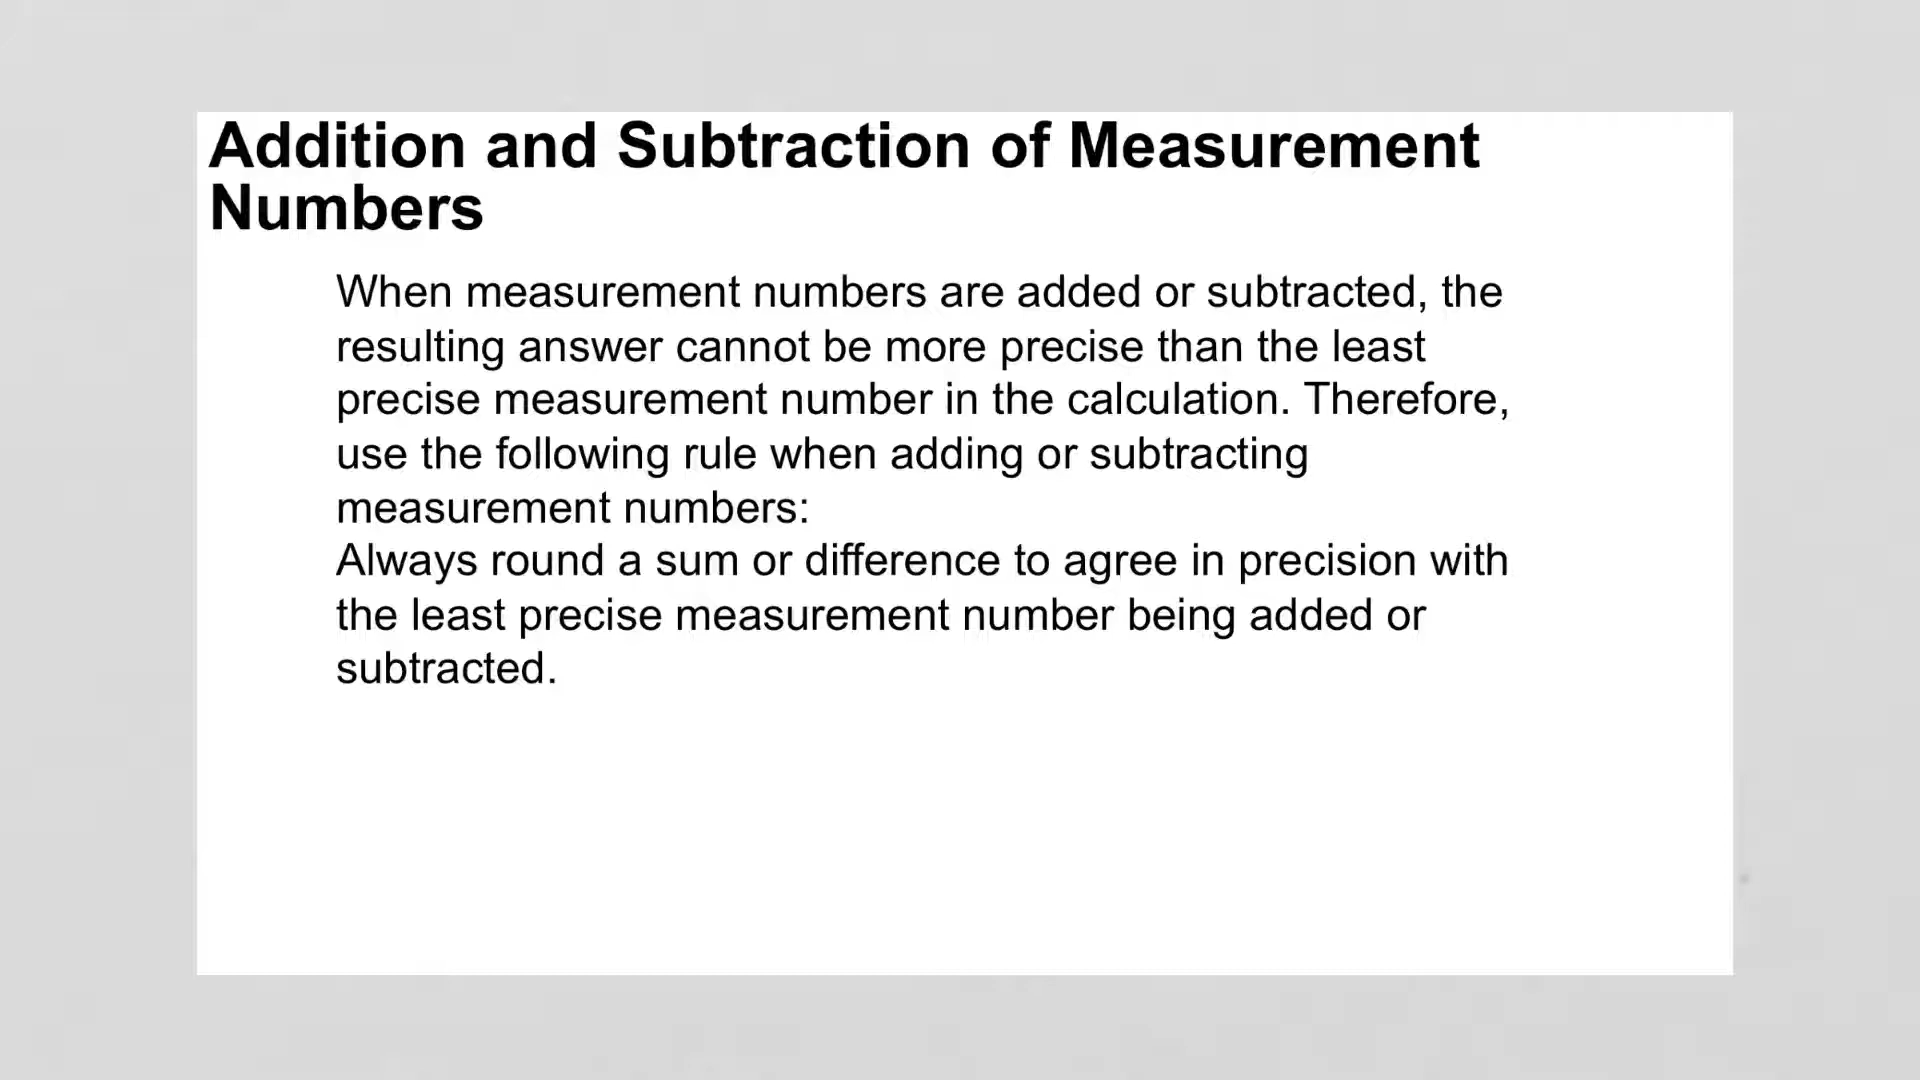 Addition and Subtraction of Measurement
Numbers
When measurement numbers are added or subtracted, the
resulting answer cannot be more precise than the least
precise measurement number in the calculation. Therefore,
use the following rule when adding or subtracting
measurement numbers:
Always round a sum or difference to agree in precision with
the least precise measurement number being added or
subtracted.